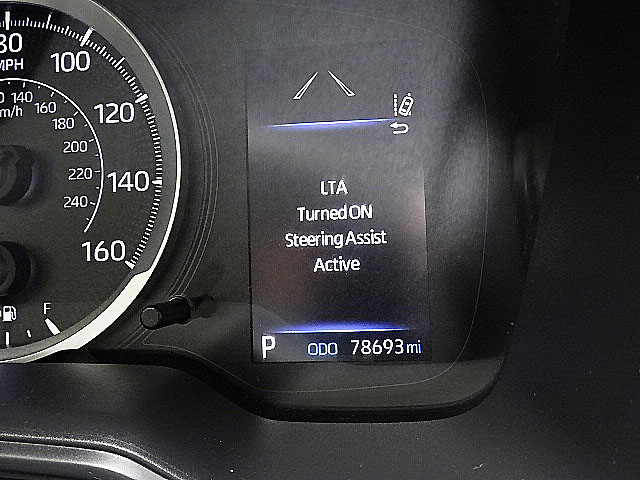 80
MPH
100
120
140
160
140
km/h
160
180
200
220
240
F
LTA
Turned ON
Steering Assist
Active
P ODO 78693 mi